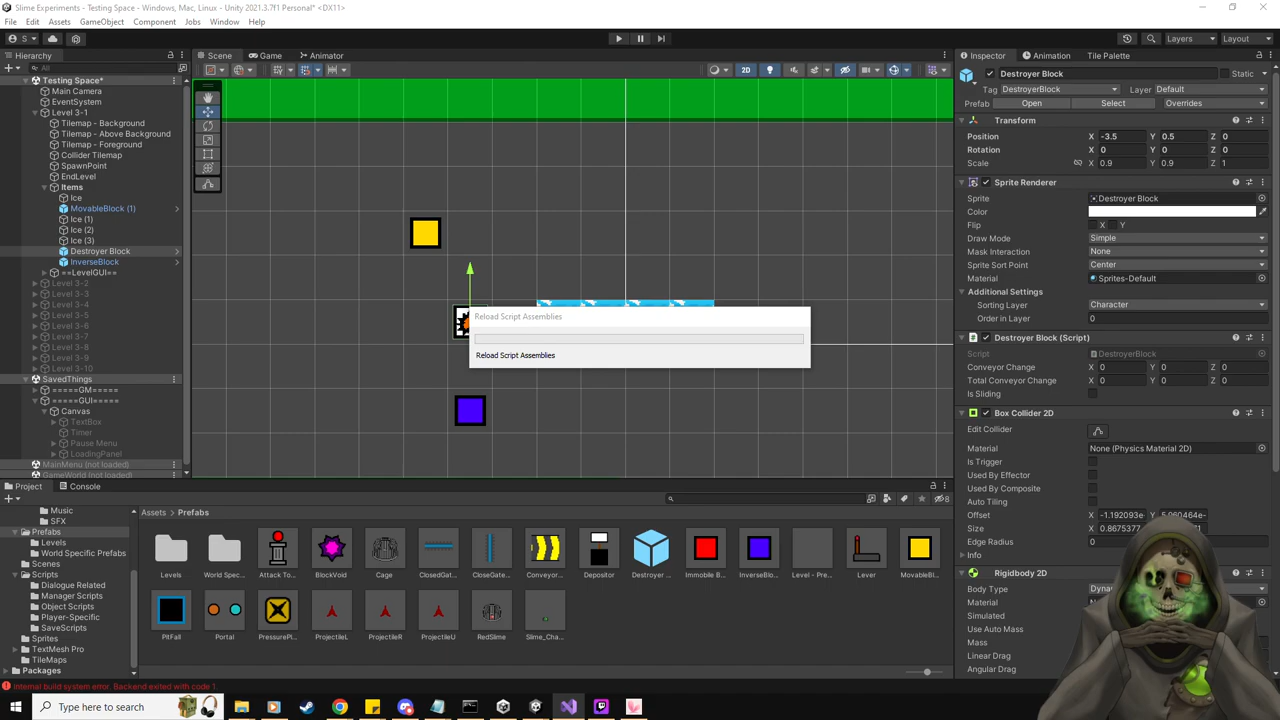 Slime Experiments - Windows, Mac, Linux - Unity 2021.3.7f1 Personal* <DX11>
File Edit Assets GameObject Component Jobs Window Help
S
Layers Layout
Hierarchy
All
Testing Space*
Main Camera
EventSystem
Level 3-1
Tilemap - Background
Tilemap - Above Background
Tilemap - Foreground
Collider Tilemap
SpawnPoint
EndLevel
Items
Ice
MovableBlock (1)
Ice (1)
Ice (2)
Ice (3)
Destroyer Block
InverseBlock
==LevelGUI==
Level 3-2
Level 3-3
Level 3-4
Level 3-5
Level 3-6
Level 3-7
Level 3-8
Level 3-9
Level 3-10
SavedThings
=====GM=====
=====GUI=====
Canvas
TextBox
Timer
Pause Menu
LoadingPanel
MainMenu (not loaded)
GameWorld (not loaded)
Scene Game Animator
2D
Reload Script Assemblies
Reload Script Assemblies
Inspector Animation Tile Palette
Destroyer Block Static
Tag DestroyerBlock Layer Default
Prefab Open Select Overrides
Transform
Position X -3.5 Y 0.5 Z 0
Rotation X 0 Y 0 Z 0
Scale X 0.9 Y 0.9 Z 1
Sprite Renderer
Sprite Destroyer Block
Color
Flip X Y
Draw Mode Simple
Mask Interaction None
Sprite Sort Point Center
Material Sprites-Default
Additional Settings
Sorting Layer Character
Order in Layer 0
Destroyer Block (Script)
Script DestroyerBlock
Conveyor Change X 0 Y 0 Z 0
Total Conveyor Change X 0 Y 0 Z 0
Is Sliding
Box Collider 2D
Edit Collider
Material None (Physics Material 2D)
Is Trigger
Used By Effector
Used By Composite
Auto Tiling
Offset X -1.192093e- Y 5.960464e-
Size X 0.8675377
Edge Radius 0
Info
Rigidbody 2D
Body Type
Material
Simulated
Use Auto Mass
Mass
Linear Drag
Angular Drag
Project Console
8
Music
SFX
Prefabs
Levels
World Specific Prefabs
Scenes
Scripts
Dialogue Related
Manager Scripts
Object Scripts
Player-Specific
SaveScripts
Sprites
TextMesh Pro
TileMaps
Packages
Assets > Prefabs
Levels World Spec... Attack To... BlockVoid Cage ClosedGat... CloseGate... Conveyor... Depositor Destroyer ... Immobile B... InverseBlo... Level - Pre... Lever MovableBl...
PitFall Portal PressurePl... ProjectileL ProjectileR ProjectileU RedSlime Slime_Cha...
Internal build system error. Backend exited with code 1.
Type here to search